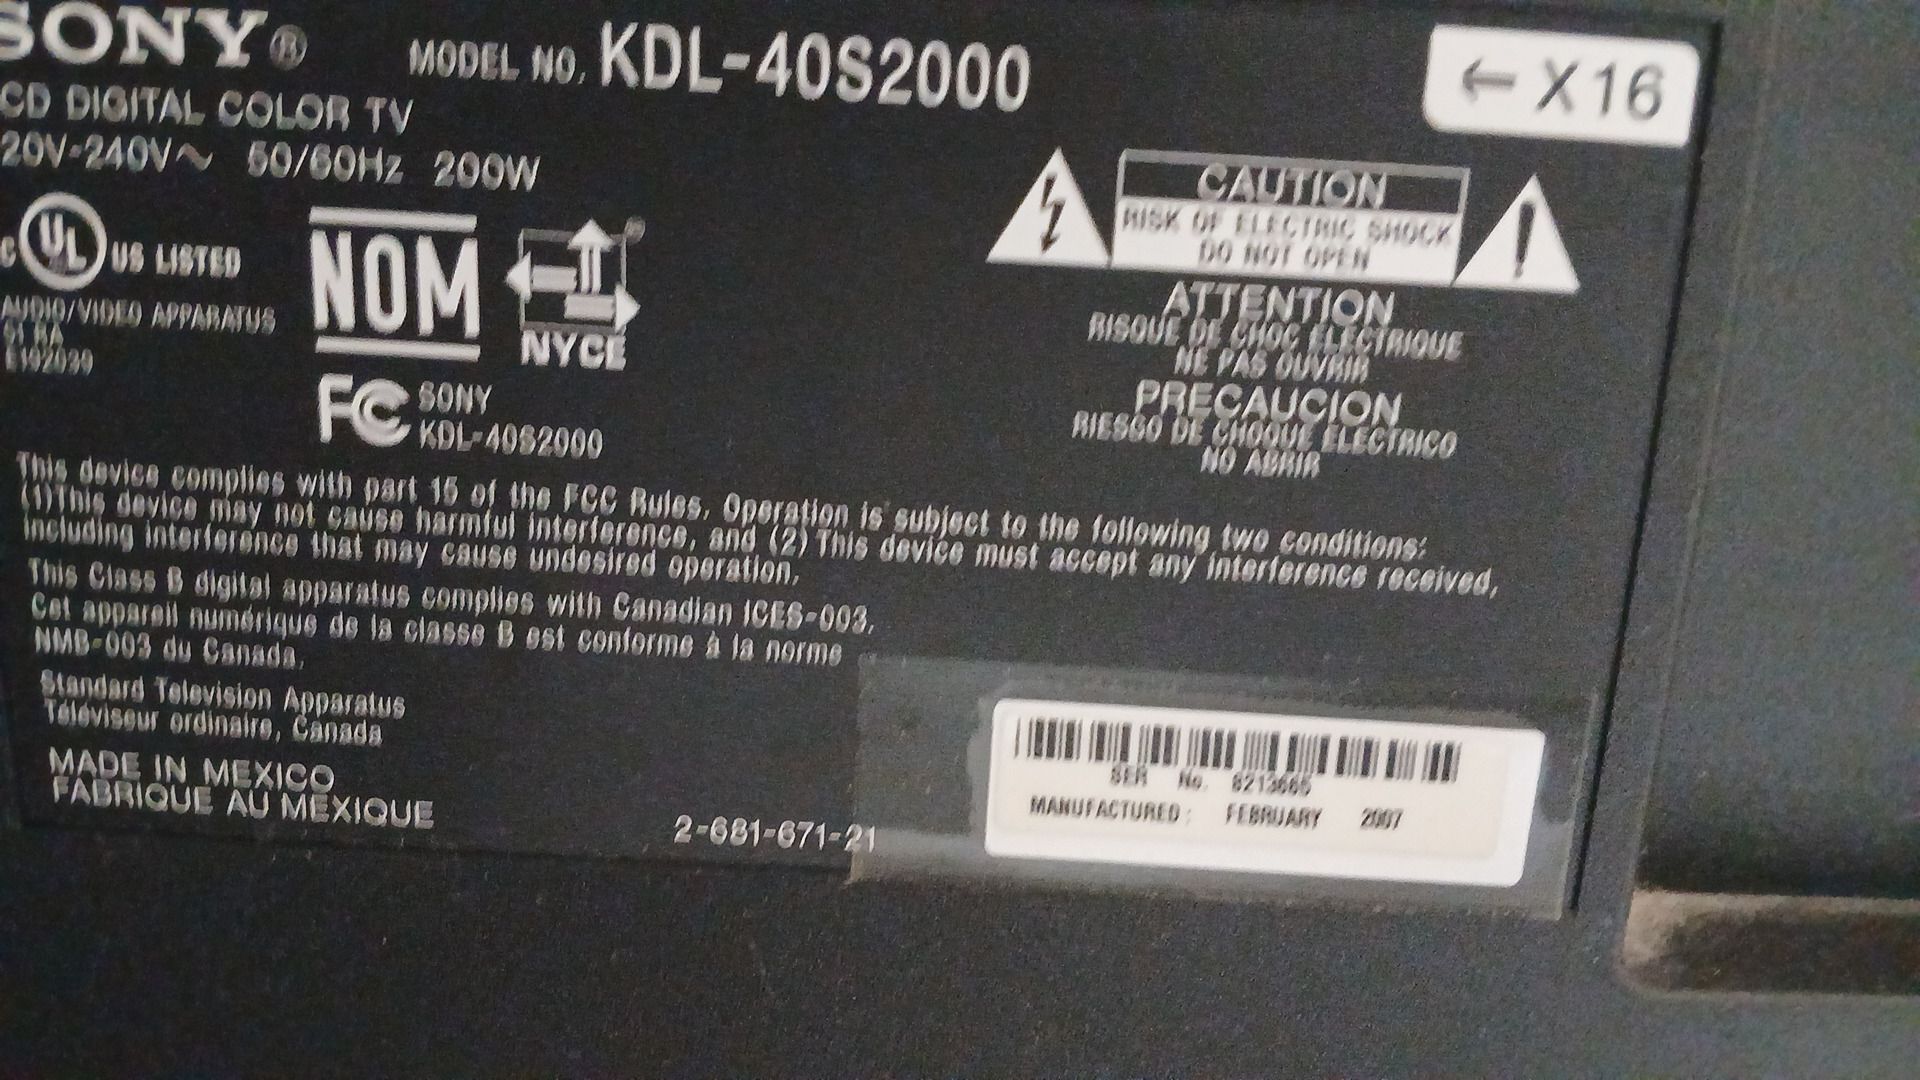 SONY®
MODEL NO. KDL-40S2000
CD DIGITAL COLOR TV
20V-240V~ 50/60Hz 200W
← X16
C UL US LISTED
AUDIO/VIDEO APPARATUS
E192039
NOM
NYCE
FC SONY
KDL-40S2000
CAUTION
RISK OF ELECTRIC SHOCK
DO NOT OPEN
ATTENTION
RISQUE DE CHOC ÉLECTRIQUE
NE PAS OUVRIR
PRECAUCION
RIESGO DE CHOQUE ELÉCTRICO
NO ABRIR
This device complies with part 15 of the FCC Rules. Operation is subject to the following two conditions:
(1)This device may not cause harmful interference, and (2) This device must accept any interference received,
including interference that may cause undesired operation.
This Class B digital apparatus complies with Canadian ICES-003.
Cet appareil numérique de la classe B est conforme à la norme
NMB-003 du Canada.
Standard Television Apparatus
Téléviseur ordinaire, Canada
MADE IN MEXICO
FABRIQUE AU MEXIQUE
2-681-671-21
SER No. 8213665
MANUFACTURED : FEBRUARY 2007